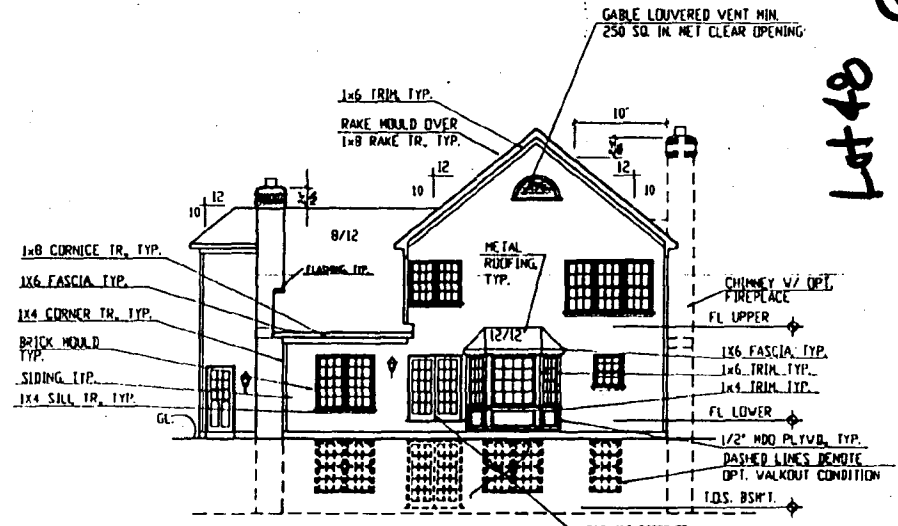 GABLE LOUVERED VENT MIN.
250 SQ. IN. NET CLEAR OPENING
Lot 48
1x6 TRIM, TYP.
RAKE MOULD OVER
1x8 RAKE TR., TYP.
10"
12
10
12
10
12
10
8/12
1x8 CORNICE TR., TYP.
FLASHING TYP.
METAL
ROOFING,
TYP.
1X6 FASCIA, TYP.
CHIMNEY W/ OPT.
FIREPLACE
1X4 CORNER TR., TYP.
FL UPPER
BRICK MOULD
TYP.
12/12
1X6 FASCIA, TYP.
1x6 TRIM, TYP.
SIDING, TYP.
1x4 TRIM, TYP.
1X4 SILL TR., TYP.
GL.
FL LOWER
1/2" MDO PLYWD., TYP.
DASHED LINES DENOTE
OPT. WALKOUT CONDITION
T.O.S. BSM'T.